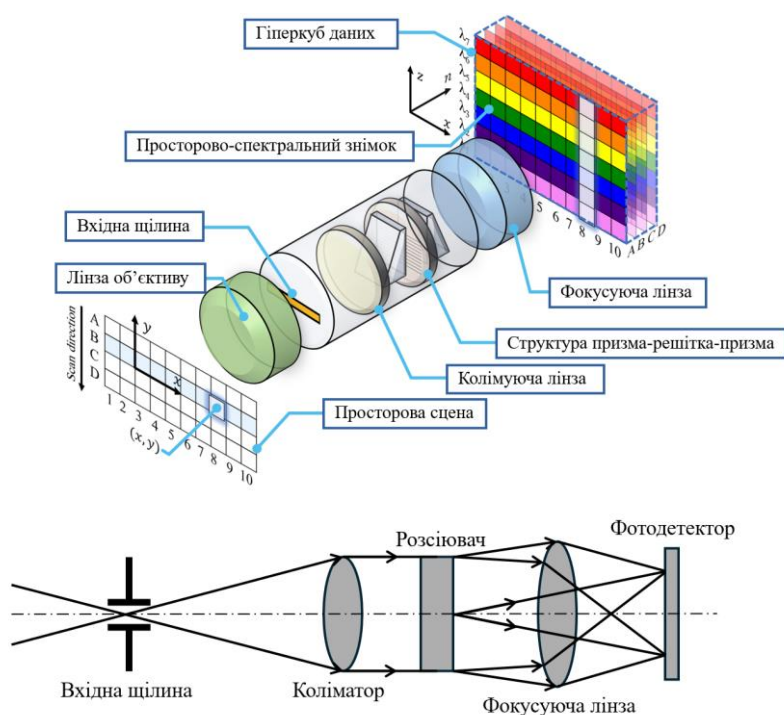 Гіперкуб даних
Просторово-спектральний знімок
Вхідна щілина
Лінза об’єктиву
λ7
λ6
λ5
λ4
λ3
z
x
4 5 6 7 8 9 10
A B C D
Фокусуюча лінза
Структура призма-решітка-призма
Колімуюча лінза
Просторова сцена
Scan direction
A
B
C
D
y
x
1 2 3 4 5 6 7 8 9 10
(x, y)
Розсіювач
Фотодетектор
Вхідна щілина
Коліматор
Фокусуюча лінза